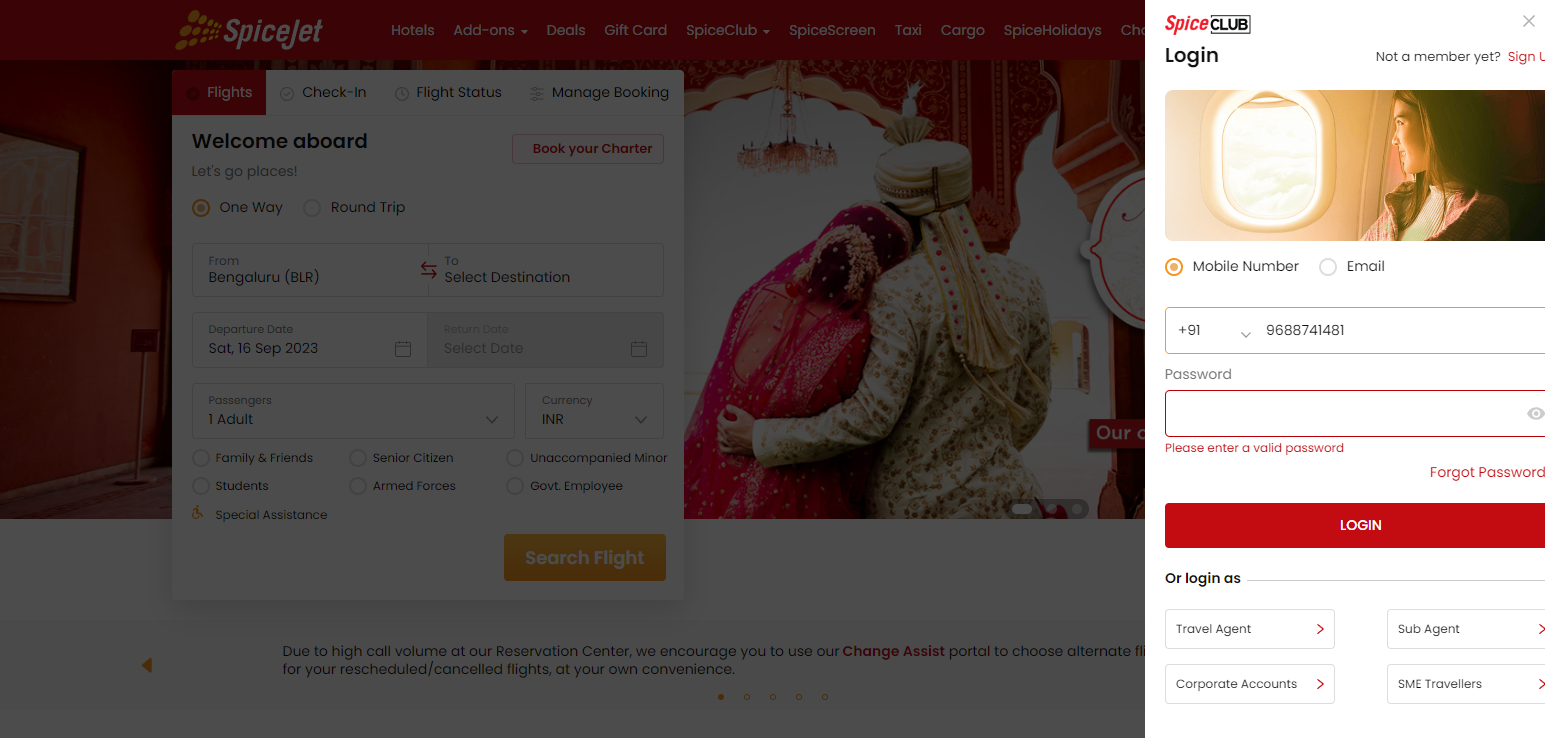 SpiceJet
Hotels Add-ons Deals Gift Card SpiceClub SpiceScreen Taxi Cargo SpiceHolidays
Flights Check-In Flight Status Manage Booking
Welcome aboard
Book your Charter
Let's go places!
One Way Round Trip
From
Bengaluru (BLR)
To
Select Destination
Departure Date
Sat, 16 Sep 2023
Return Date
Select Date
Passengers
1 Adult
Currency
INR
Family & Friends Senior Citizen Unaccompanied Minor
Students Armed Forces Govt. Employee
Special Assistance
Search Flight
Our
Due to high call volume at our Reservation Center, we encourage you to use our Change Assist portal to choose alternate fli
for your rescheduled/cancelled flights, at your own convenience.
SpiceCLUB
Login
Not a member yet? Sign U
Mobile Number Email
+91 9688741481
Password
Please enter a valid password
Forgot Password
LOGIN
Or login as
Travel Agent Sub Agent
Corporate Accounts SME Travellers